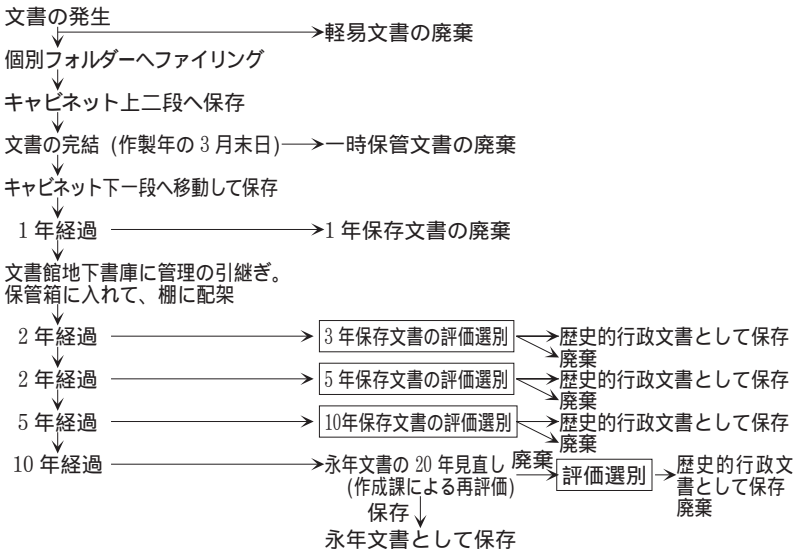 文書の発生
軽易文書の廃棄
個別フォルダーへファイリング
キャビネット上二段へ保存
文書の完結 (作製年の 3 月末日) 一時保管文書の廃棄
キャビネット下一段へ移動して保存
1 年経過 1 年保存文書の廃棄
文書館地下書庫に管理の引継ぎ。
保管箱に入れて、棚に配架
2 年経過 3 年保存文書の評価選別 歴史的行政文書として保存
廃棄
2 年経過 5 年保存文書の評価選別 歴史的行政文書として保存
廃棄
5 年経過 10年保存文書の評価選別 歴史的行政文書として保存
廃棄
10 年経過 永年文書の 20 年見直し 廃棄 評価選別 歴史的行政文
(作成課による再評価) 書として保存
保存 廃棄
永年文書として保存